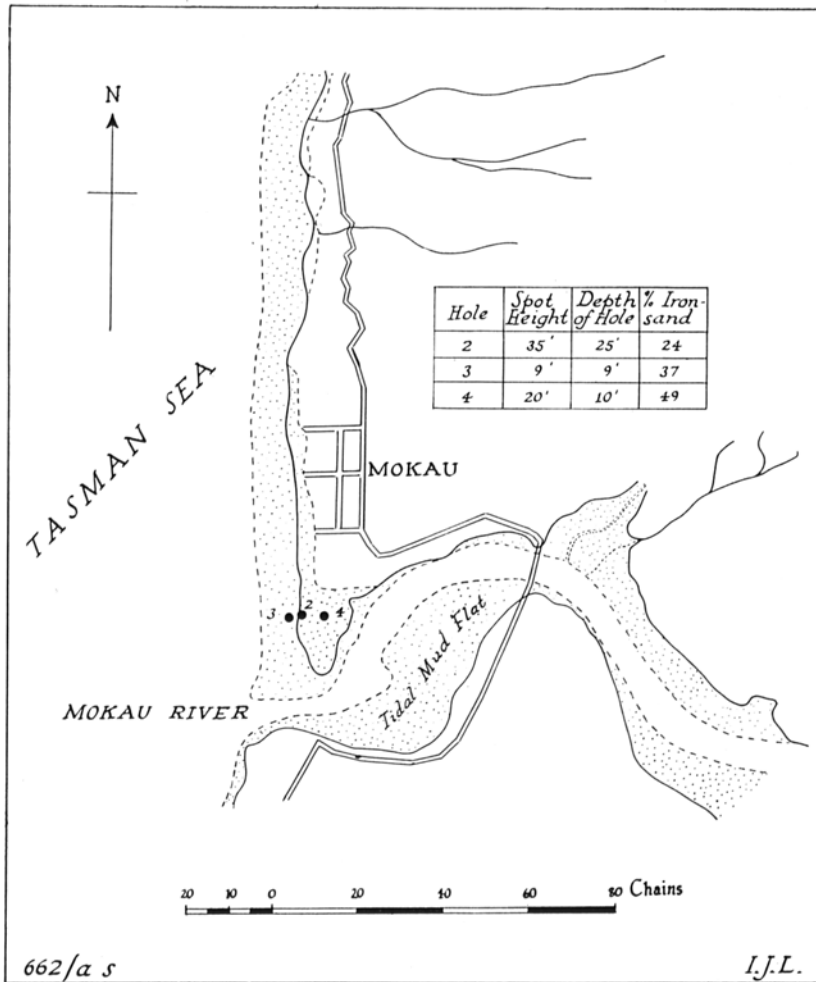 N
Hole Spot Height Depth of Hole % Iron-sand
2 35' 25' 24
3 9' 9' 37
4 20' 10' 49
TASMAN SEA
MOKAU
3 2 4
Tidal Mud Flat
MOKAU RIVER
20 10 0 20 40 60 80 Chains
662/a s
I.J.L.